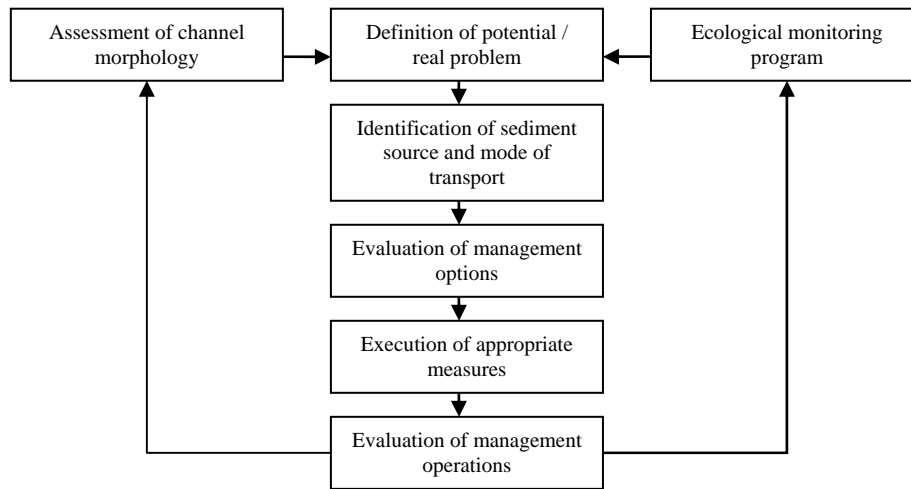 Assessment of channel
morphology
Definition of potential /
real problem
Ecological monitoring
program
Identification of sediment
source and mode of
transport
Evaluation of management
options
Execution of appropriate
measures
Evaluation of management
operations